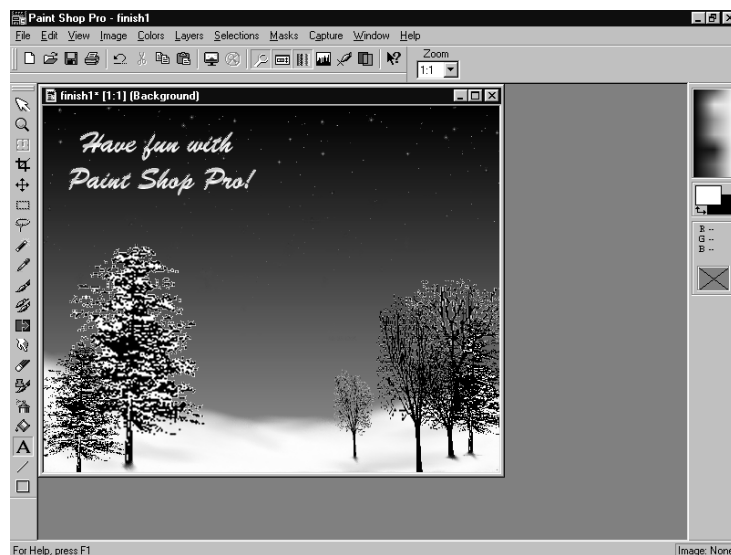 Paint Shop Pro - finish1
File Edit View Image Colors Layers Selections Masks Capture Window Help
Zoom
1:1
finish1* [1:1] (Background)
Have fun with
Paint Shop Pro!
A
R --
G --
B --
For Help, press F1
Image: None